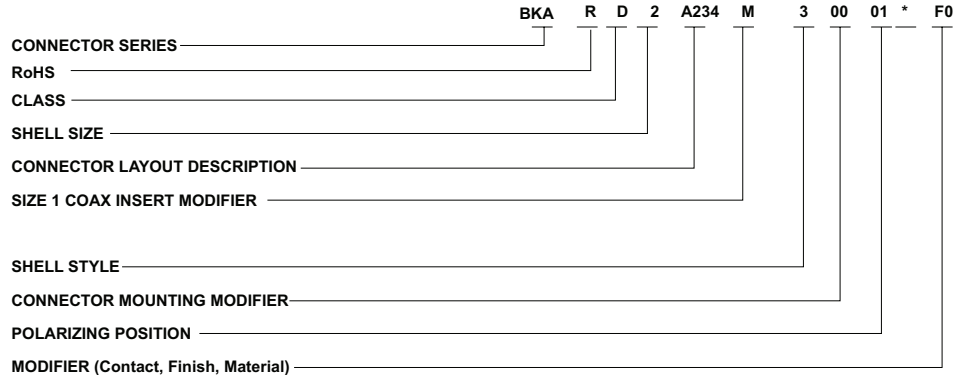 BKA R D 2 A234 M 3 00 01 * F0
CONNECTOR SERIES
RoHS
CLASS
SHELL SIZE
CONNECTOR LAYOUT DESCRIPTION
SIZE 1 COAX INSERT MODIFIER
SHELL STYLE
CONNECTOR MOUNTING MODIFIER
POLARIZING POSITION
MODIFIER (Contact, Finish, Material)